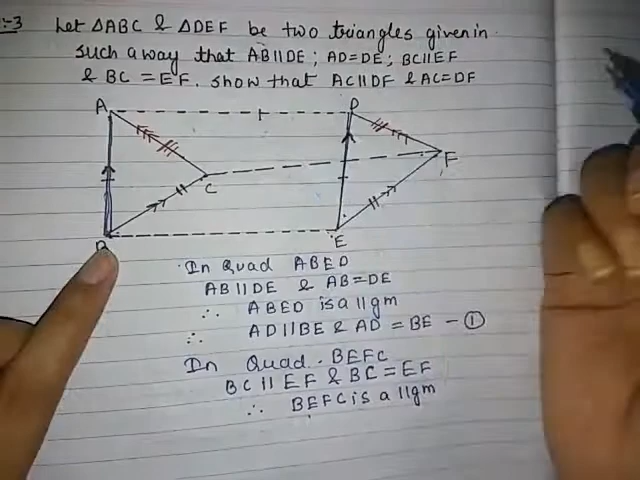 :-3 Let △ABC & △DEF be two triangles given in
such a way that AB||DE ; AD=DE ; BC||EF
& BC = EF. show that AC||DF & AC=DF
A
D
C
F
B
E
In Quad ABED
AB||DE & AB=DE
∴ ABED is a ||gm
∴ AD||BE & AD = BE - ①
In Quad. BEFC
BC||EF & BC=EF
∴ BEFC is a ||gm